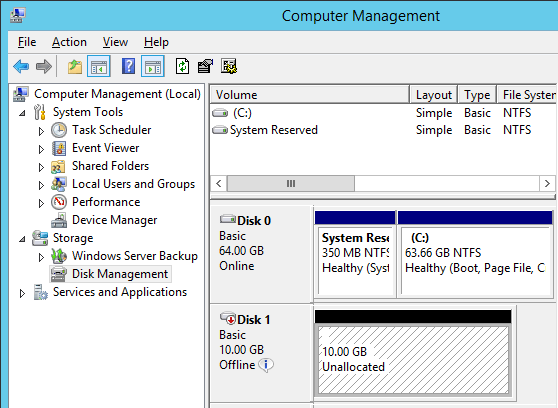 Computer Management
File Action View Help
Computer Management (Local)
System Tools
Task Scheduler
Event Viewer
Shared Folders
Local Users and Groups
Performance
Device Manager
Storage
Windows Server Backup
Disk Management
Services and Applications
Volume Layout Type File System
(C:) Simple Basic NTFS
System Reserved Simple Basic NTFS
Disk 0
Basic
64.00 GB
Online
System Rese
350 MB NTFS
Healthy (Syst
(C:)
63.66 GB NTFS
Healthy (Boot, Page File, C
Disk 1
Basic
10.00 GB
Offline
10.00 GB
Unallocated